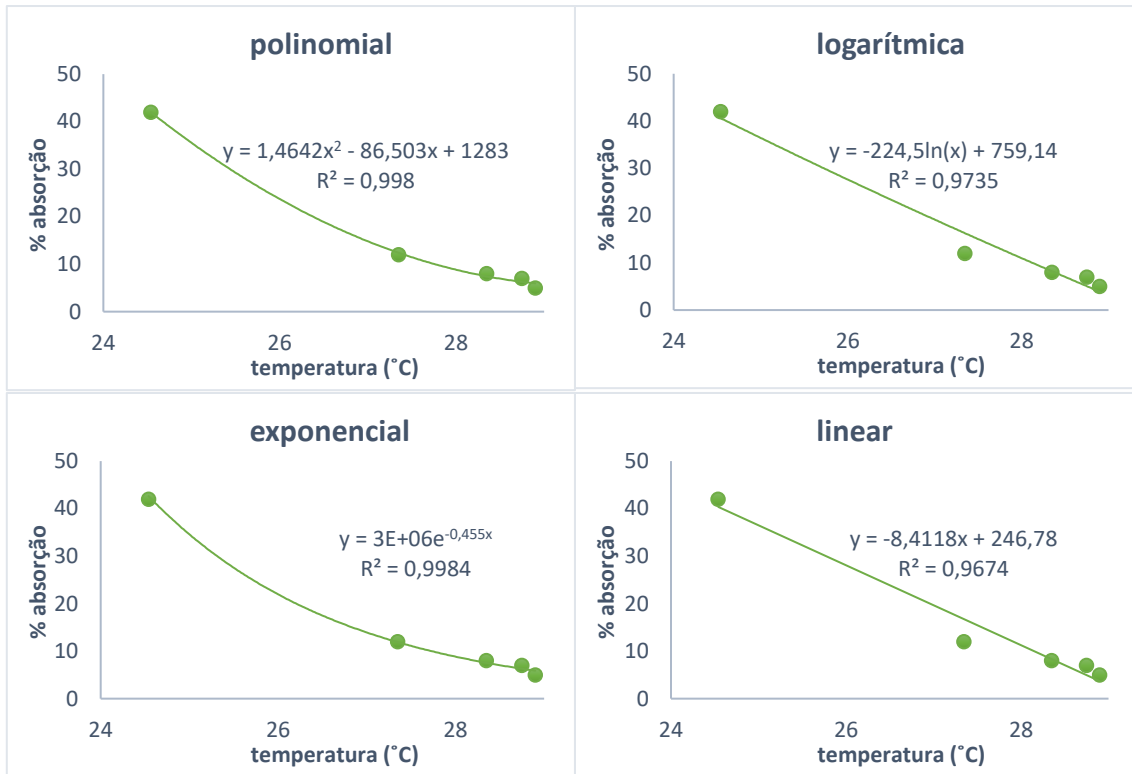 polinomial
50
40
30
20
10
0
24
26
28
% absorção
temperatura (˚C)
y = 1,4642x² - 86,503x + 1283
R² = 0,998
logarítmica
50
40
30
20
10
0
24
26
28
% absorção
temperatura (˚C)
y = -224,5ln(x) + 759,14
R² = 0,9735
exponencial
50
40
30
20
10
0
24
26
28
% absorção
temperatura (˚C)
y = 3E+06e^-0,455x
R² = 0,9984
linear
50
40
30
20
10
0
24
26
28
% absorção
temperatura (˚C)
y = -8,4118x + 246,78
R² = 0,9674